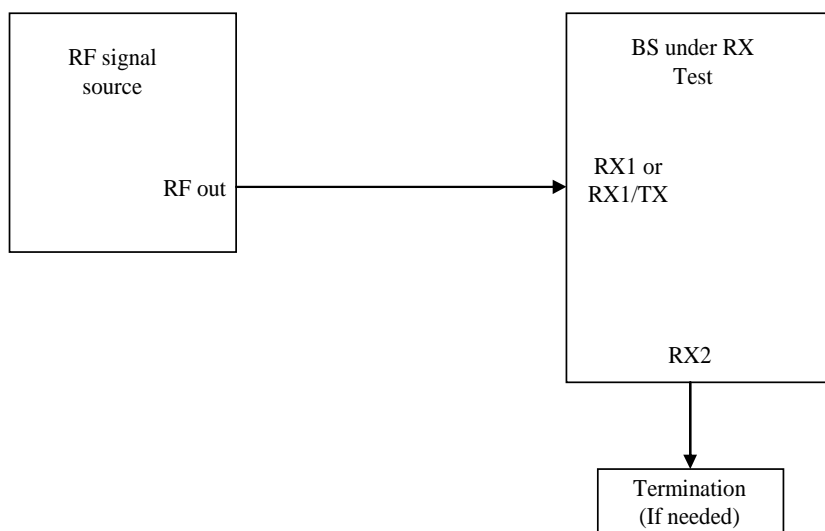 RF signal
source
RF out
BS under RX
Test
RX1 or
RX1/TX
RX2
Termination
(If needed)